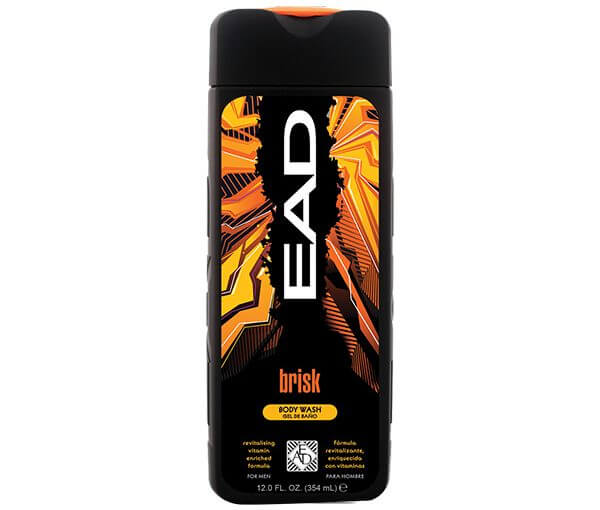 EAD
brisk
BODY WASH
GEL DE BAÑO
revitalising
vitamin
enriched
formula
FOR MEN
EAD
fórmula
revitalizante,
enriquecida
con vitaminas
PARA HOMBRE
12.0 FL. OZ. (354 mL) e